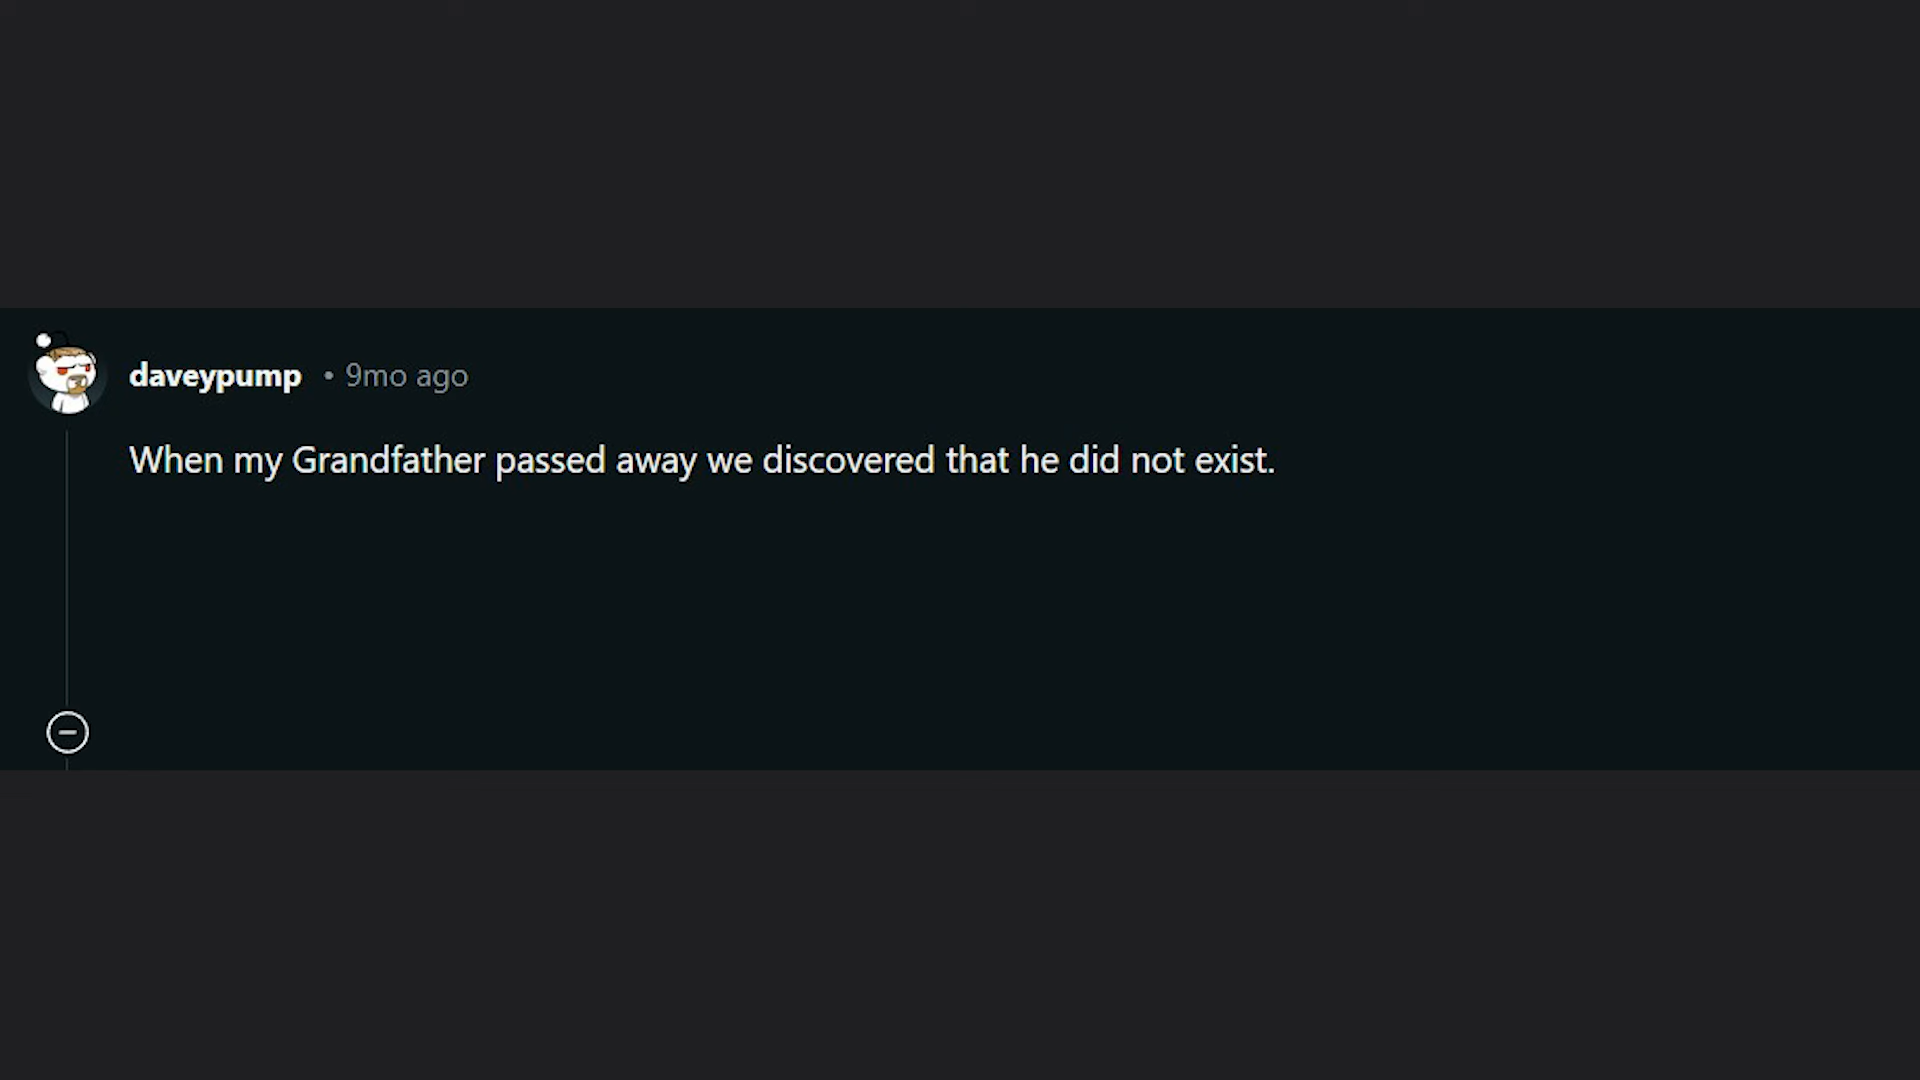 daveypump • 9mo ago
When my Grandfather passed away we discovered that he did not exist.